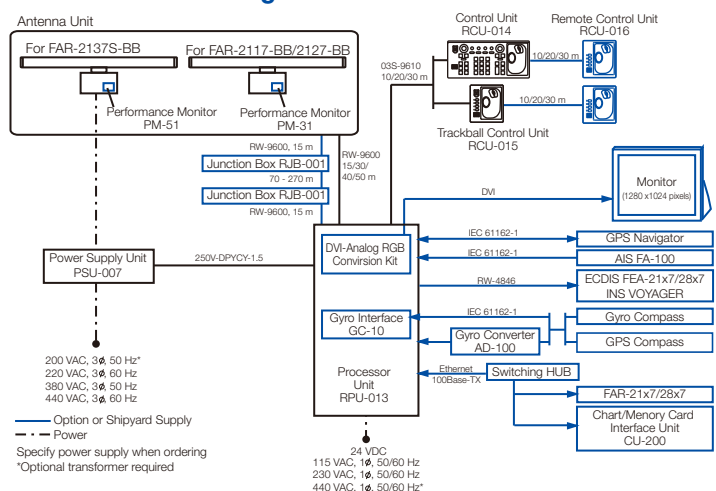 Antenna Unit
For FAR-2137S-BB
For FAR-2117-BB/2127-BB
Performance Monitor
PM-51
Performance Monitor
PM-31
Control Unit
RCU-014
Remote Control Unit
RCU-016
03S-9610
10/20/30 m
10/20/30 m
10/20/30 m
Trackball Control Unit
RCU-015
RW-9600, 15 m
Junction Box RJB-001
70 - 270 m
Junction Box RJB-001
RW-9600, 15 m
RW-9600
15/30/
40/50 m
DVI
Monitor
(1280 x1024 pixels)
Power Supply Unit
PSU-007
250V-DPYCY-1.5
DVI-Analog RGB
Convirsion Kit
IEC 61162-1
GPS Navigator
IEC 61162-1
AIS FA-100
RW-4846
ECDIS FEA-21x7/28x7
INS VOYAGER
IEC 61162-1
Gyro Interface
GC-10
Gyro Converter
AD-100
Gyro Compass
GPS Compass
Processor
Unit
RPU-013
Ethernet
100Base-TX
Switching HUB
FAR-21x7/28x7
Chart/Menory Card
Interface Unit
CU-200
200 VAC, 3ø, 50 Hz*
220 VAC, 3ø, 60 Hz
380 VAC, 3ø, 50 Hz
440 VAC, 3ø, 60 Hz
Option or Shipyard Supply
Power
Specify power supply when ordering
*Optional transformer required
24 VDC
115 VAC, 1ø, 50/60 Hz
230 VAC, 1ø, 50/60 Hz
440 VAC, 1ø, 50/60 Hz*